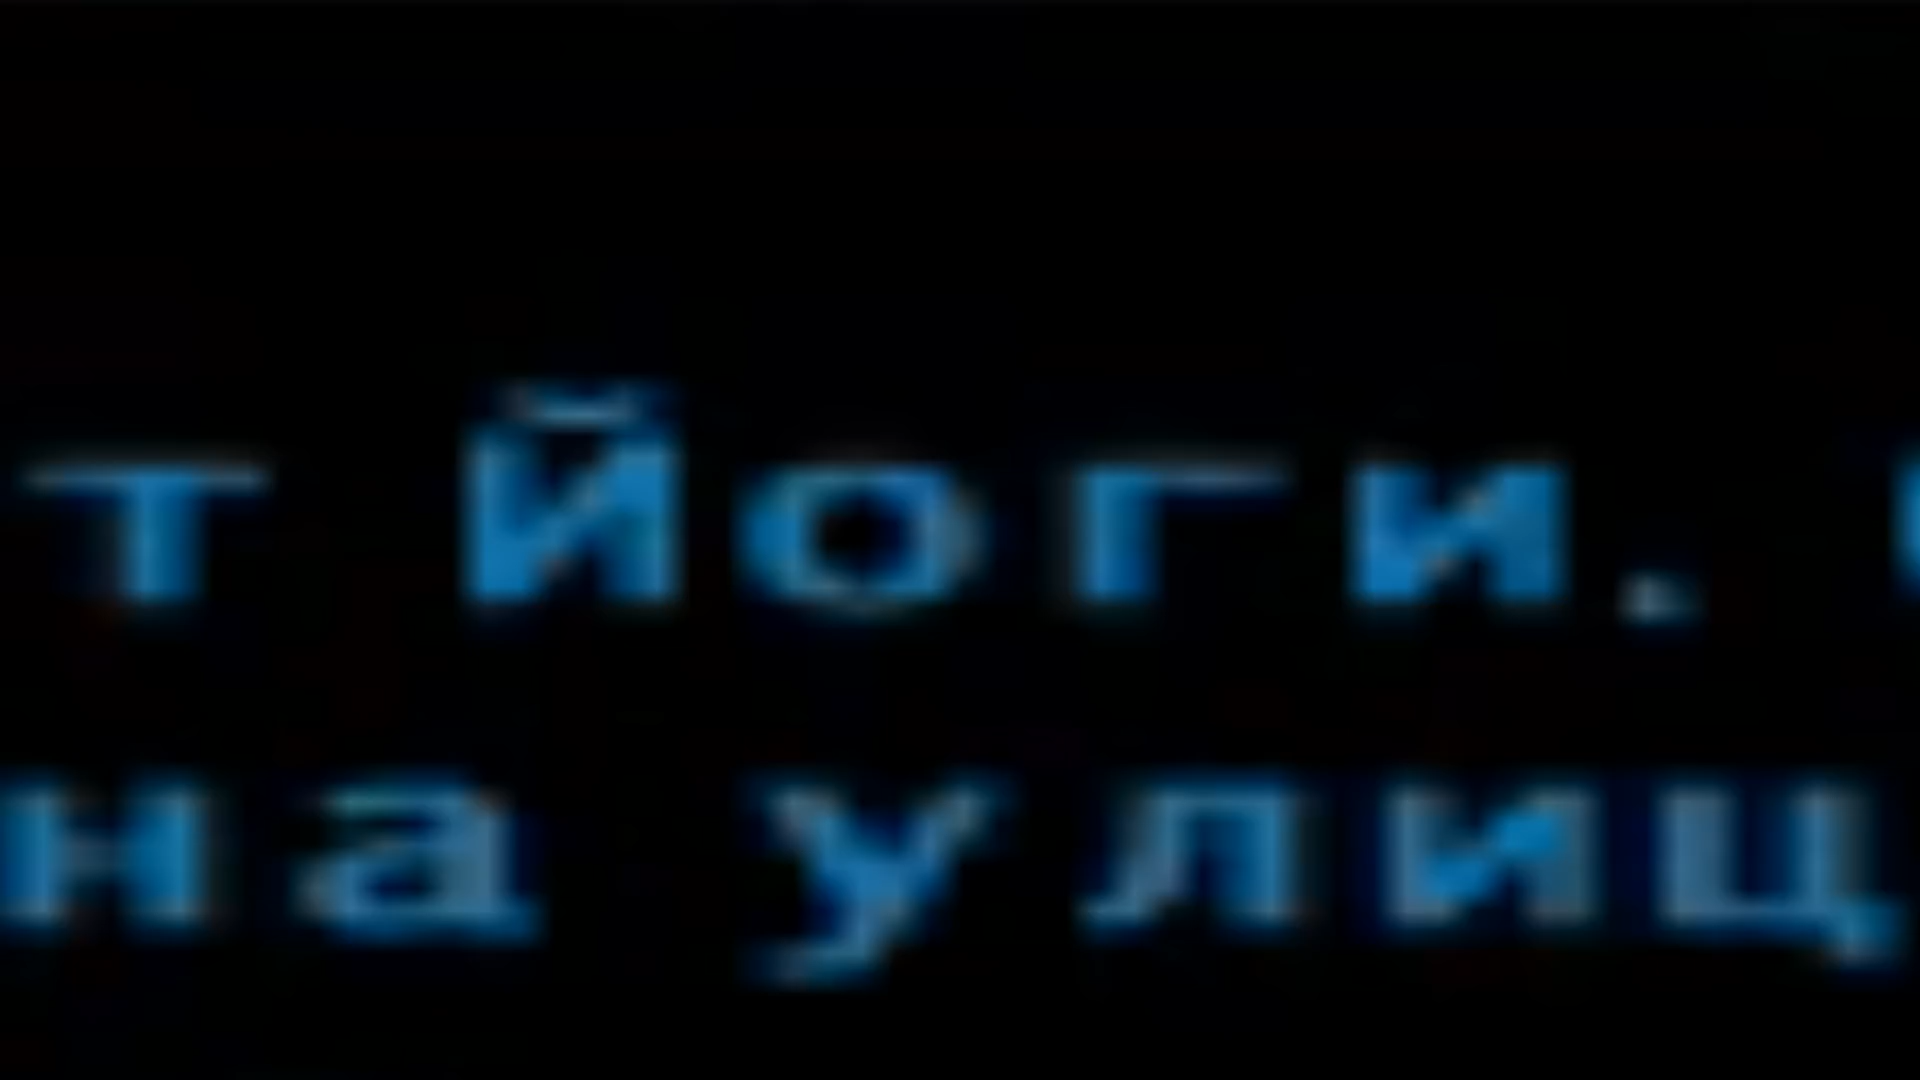 т йоги.
на улиц